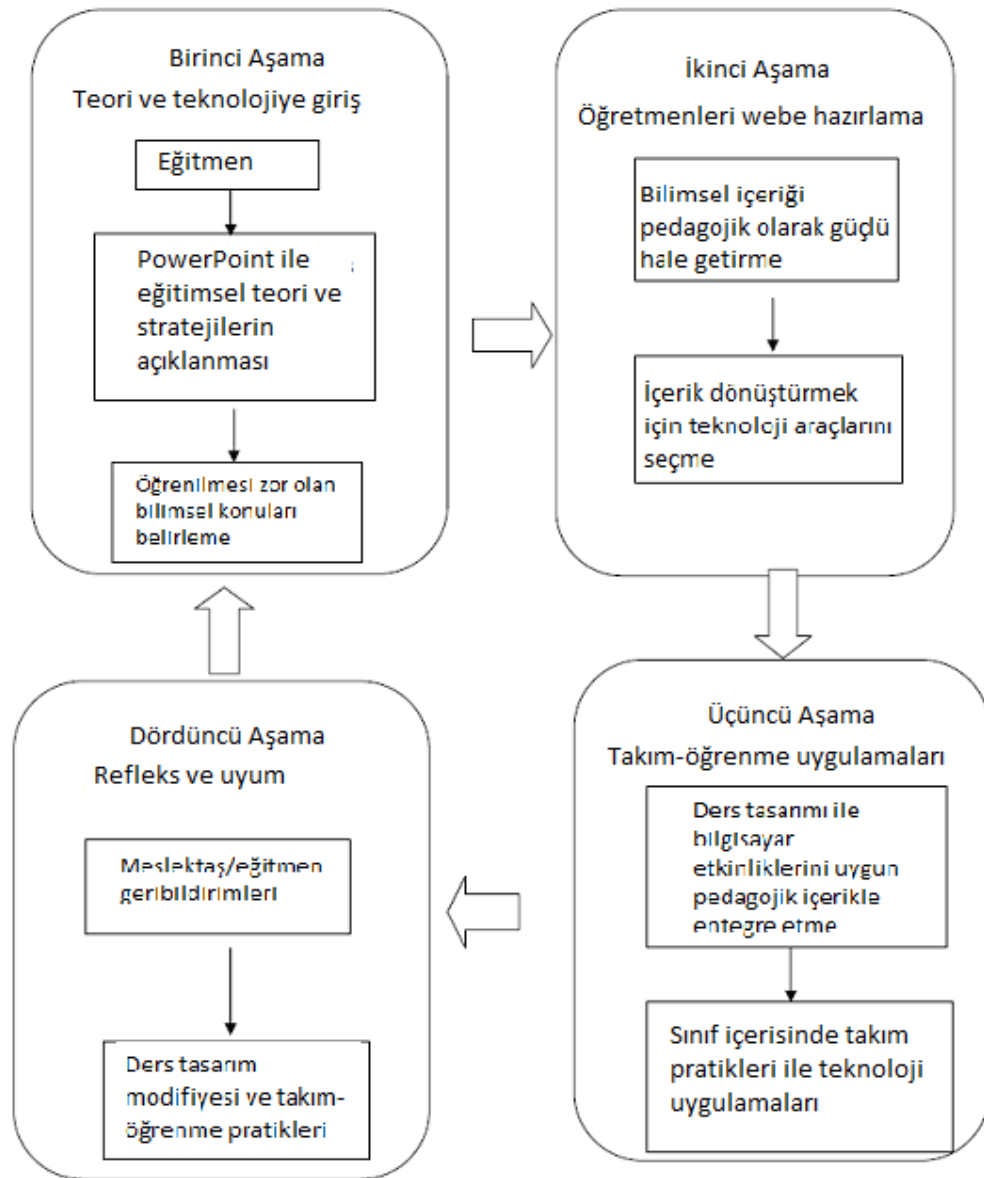 Birinci Aşama
Teori ve teknolojiye giriş
Eğitmen
PowerPoint ile
eğitimsel teori ve
stratejilerin
açıklanması
Öğrenilmesi zor olan
bilimsel konuları
belirleme
İkinci Aşama
Öğretmenleri webe hazırlama
Bilimsel içeriği
pedagojik olarak güçlü
hale getirme
İçerik dönüştürmek
için teknoloji araçlarını
seçme
Üçüncü Aşama
Takım-öğrenme uygulamaları
Ders tasarımı ile
bilgisayar
etkinliklerini uygun
pedagojik içerikle
entegre etme
Sınıf içerisinde takım
pratikleri ile teknoloji
uygulamaları
Dördüncü Aşama
Refleks ve uyum
Meslektaş/eğitmen
geribildirimleri
Ders tasarım
modifiyesi ve takım-
öğrenme pratikleri